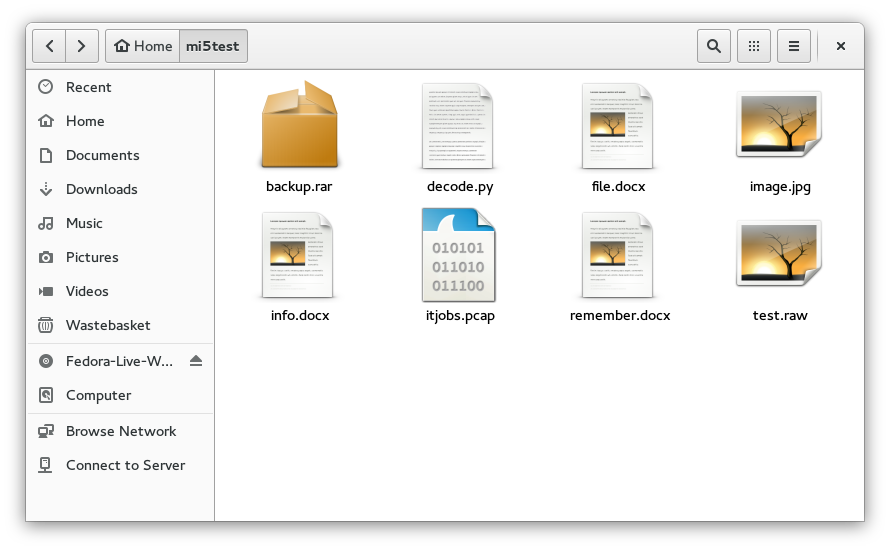 Home mi5test
Recent
Home
Documents
Downloads
Music
Pictures
Videos
Wastebasket
Fedora-Live-W...
Computer
Browse Network
Connect to Server
backup.rar decode.py file.docx image.jpg
010101
011010
011100
info.docx itjobs.pcap remember.docx test.raw